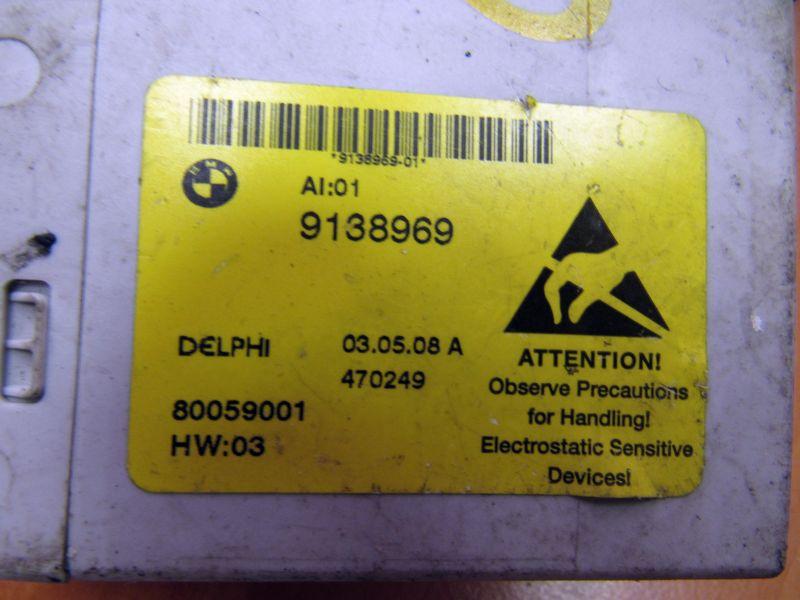 *9138969-01*
BMW
AI:01
9138969
DELPHI
03.05.08 A
470249
80059001
HW:03
ATTENTION!
Observe Precautions
for Handling!
Electrostatic Sensitive
Devices!